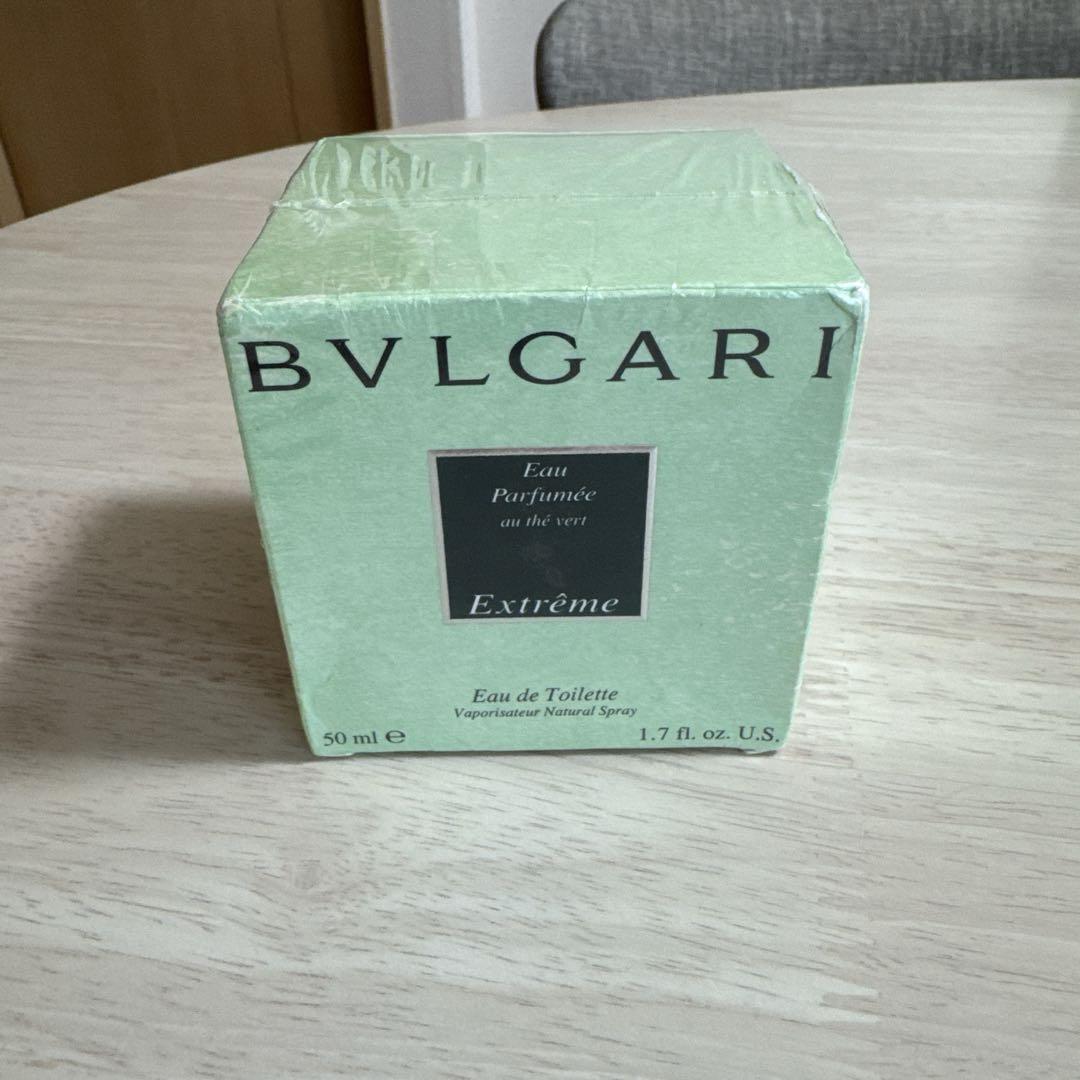 BVLGARI
Eau
Parfumée
au thé vert
Extrême
Eau de Toilette
Vaporisateur Natural Spray
50 ml ℮
1.7 fl. oz. U.S.